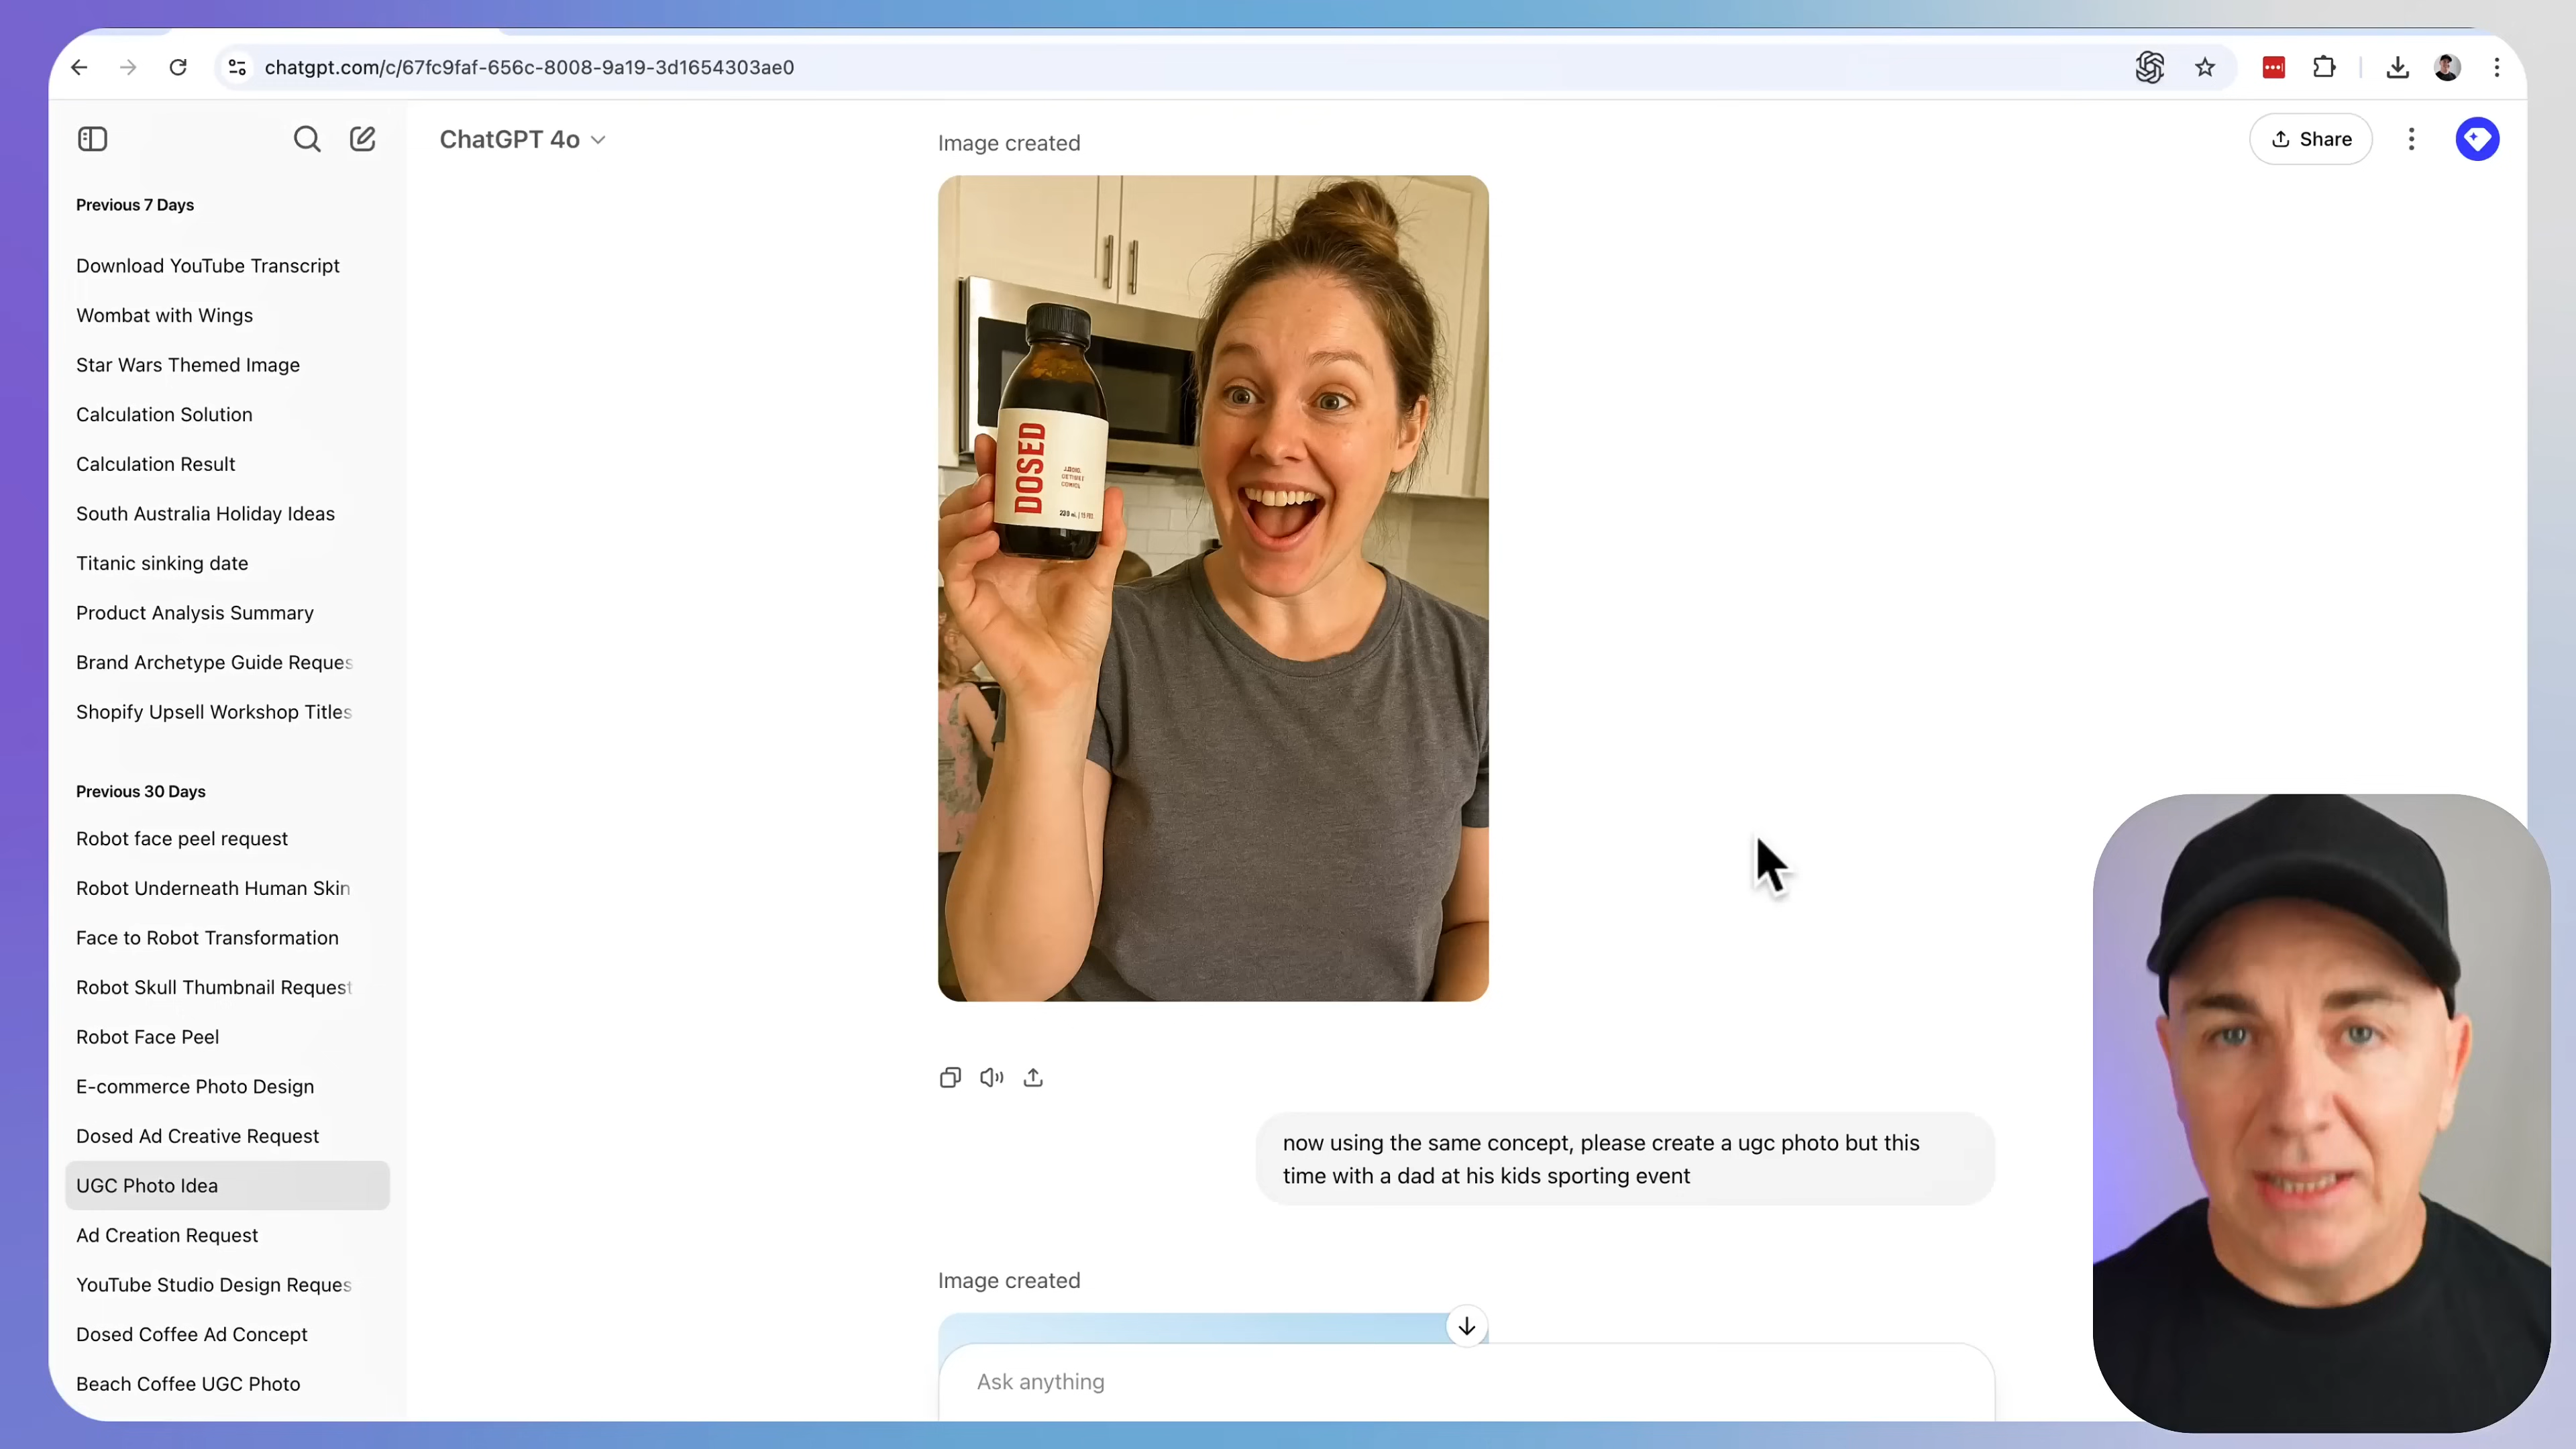 chatgpt.com/c/67fc9faf-656c-8008-9a19-3d1654303ae0
ChatGPT 4o
Share
Previous 7 Days
Download YouTube Transcript
Wombat with Wings
Star Wars Themed Image
Calculation Solution
Calculation Result
South Australia Holiday Ideas
Titanic sinking date
Product Analysis Summary
Brand Archetype Guide Reques
Shopify Upsell Workshop Titles
Previous 30 Days
Robot face peel request
Robot Underneath Human Skin
Face to Robot Transformation
Robot Skull Thumbnail Request
Robot Face Peel
E-commerce Photo Design
Dosed Ad Creative Request
UGC Photo Idea
Ad Creation Request
YouTube Studio Design Reques
Dosed Coffee Ad Concept
Beach Coffee UGC Photo
Image created
DOSED
now using the same concept, please create a ugc photo but this
time with a dad at his kids sporting event
Image created
Ask anything